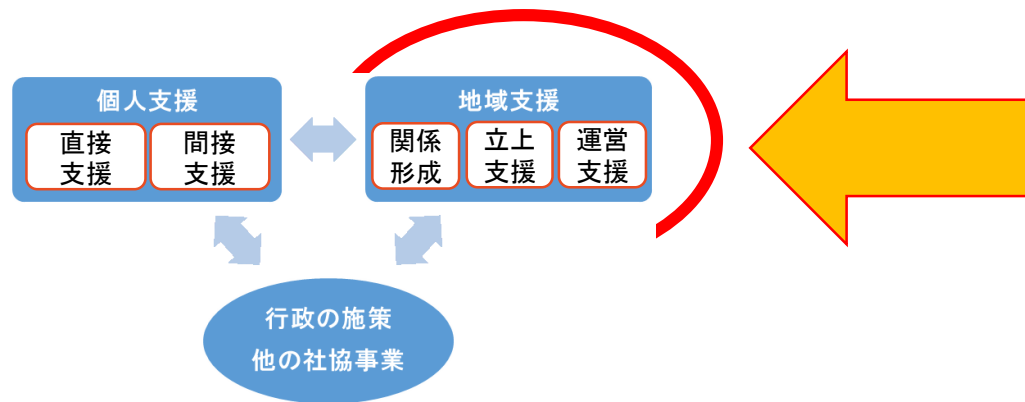 個人支援
直接
支援
間接
支援
地域支援
関係
形成
立上
支援
運営
支援
行政の施策
他の社協事業